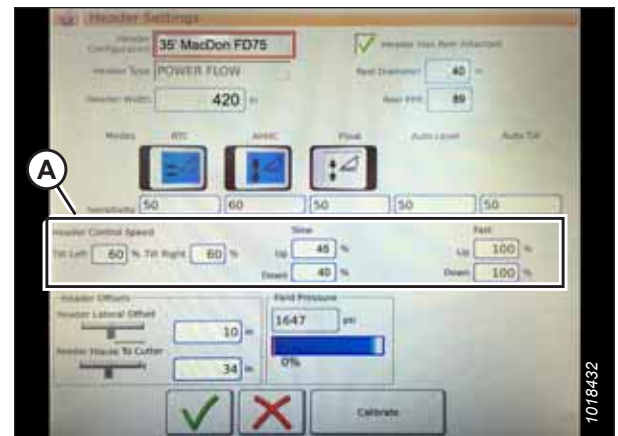 Header Settings
Header Configuration 35' MacDon FD75 Header Has Reel Attached
Header Type POWER FLOW Reel Diameter 40 in
Header Width 420 in Reel PPR 89
Modes RTC AHHC Float Auto Level Auto Tilt
Sensitivity 50 60 50 50 50
A
Header Control Speed Slow Fast
Tilt Left 60 % Tilt Right 60 % Up 45 % Up 100 %
Down 40 % Down 100 %
Header Offsets Field Pressure
Header Lateral Offset 10 in 1647 psi
Feeder House To Cutter 34 in 0%
Calibrate
1018432